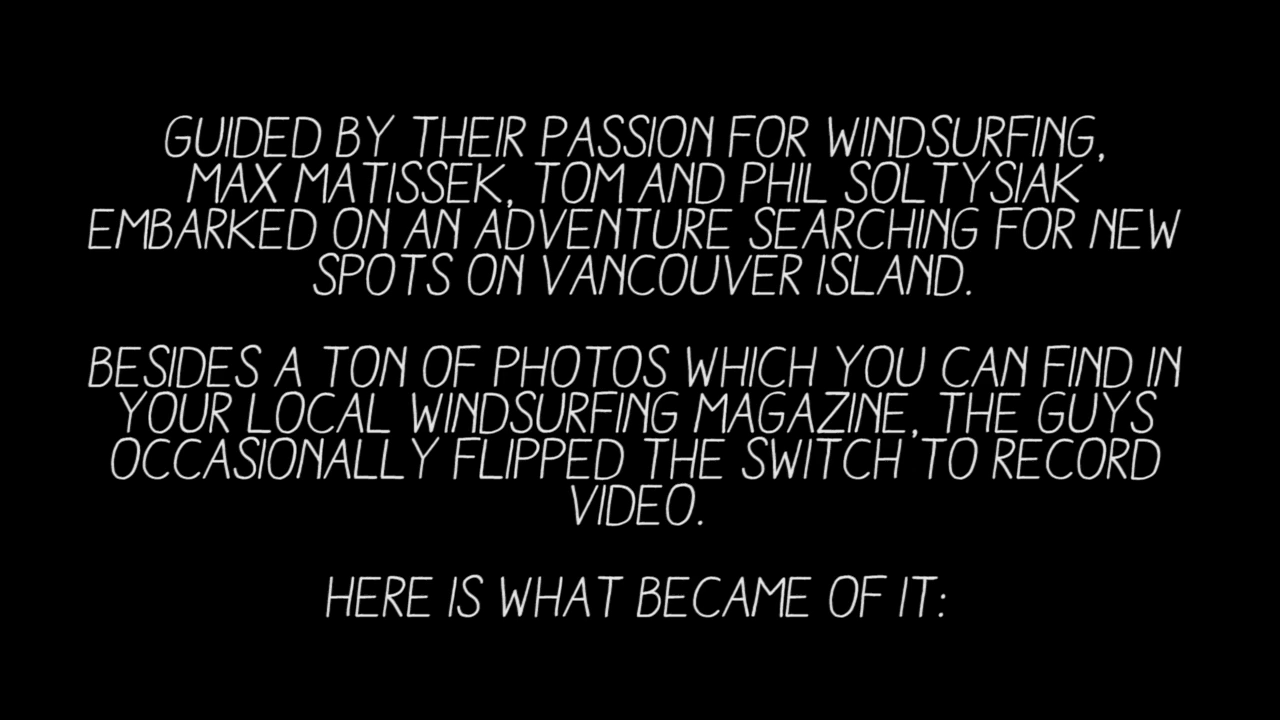 GUIDED BY THEIR PASSION FOR WINDSURFING,
MAX MATISSEK, TOM AND PHIL SOLTYSIAK
EMBARKED ON AN ADVENTURE SEARCHING FOR NEW
SPOTS ON VANCOUVER ISLAND.
BESIDES A TON OF PHOTOS WHICH YOU CAN FIND IN
YOUR LOCAL WINDSURFING MAGAZINE, THE GUYS
OCCASIONALLY FLIPPED THE SWITCH TO RECORD
VIDEO.
HERE IS WHAT BECAME OF IT: